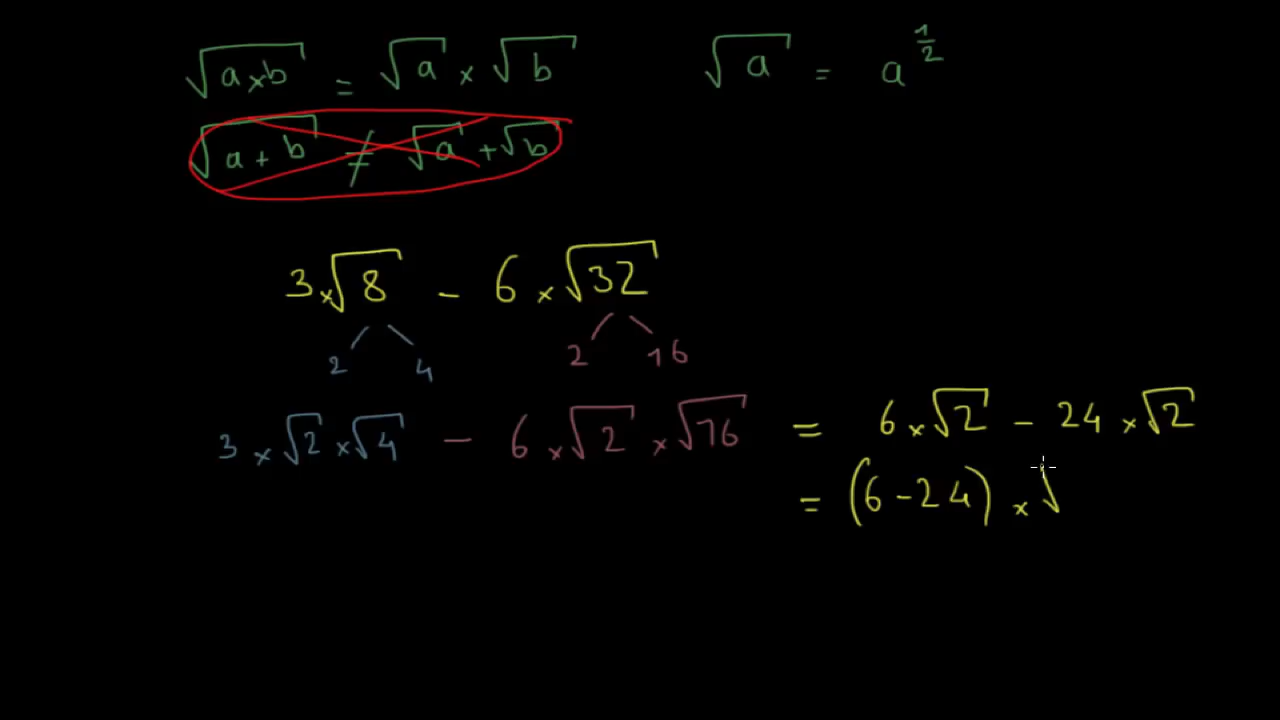 √(a×b) = √a × √b
√a = a^(1/2)
√(a + b) ≠ √a + √b
3×√8 - 6×√32
2 4 2 16
3 × √2 × √4 - 6 × √2 × √16 = 6×√2 - 24×√2
= (6-24) × √